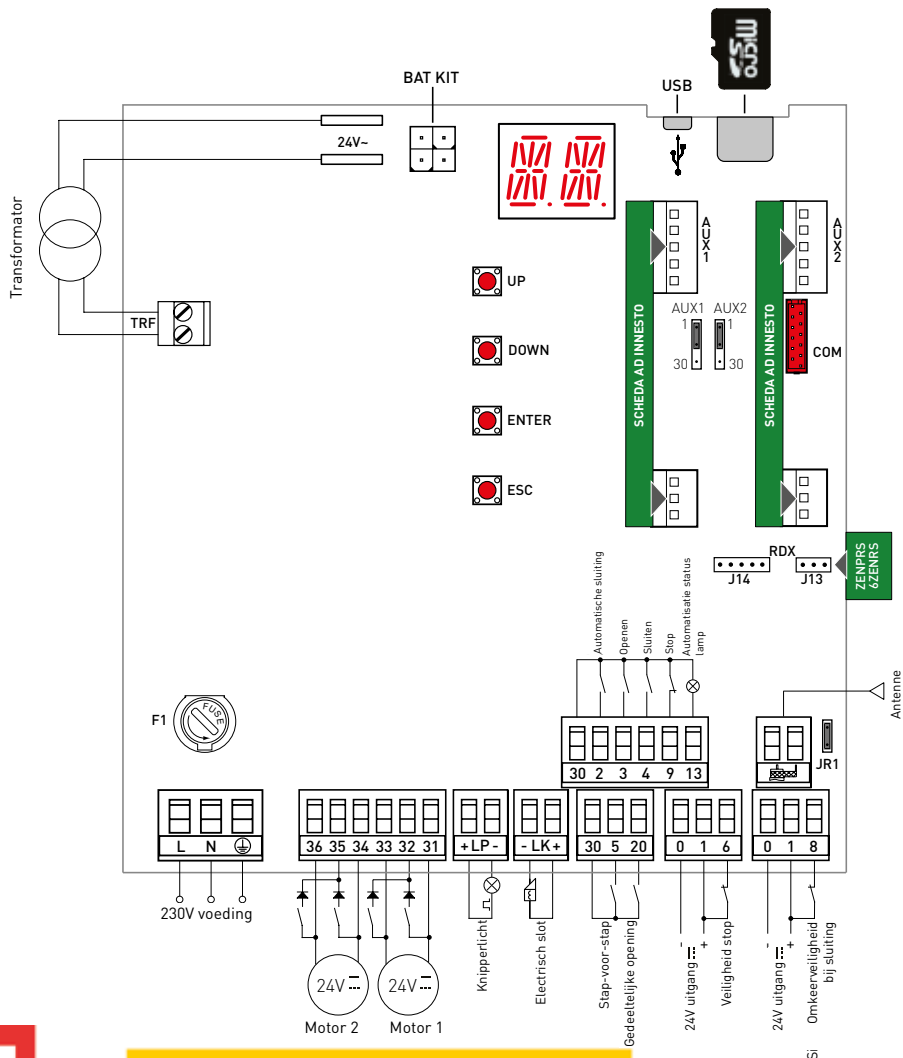 Micro
SD
BAT KIT
USB
24V~
Transformator
TRF
UP
DOWN
ENTER
ESC
SCHEDA AD INNESTO
AUX1
SCHEDA AD INNESTO
AUX2
AUX1 AUX2
1 1
30 30
COM
RDX
J14
J13
ZENPRS
6ZENRS
Automatische sluiting
Openen
Sluiten
Stop
Automatisatie status
lamp
Antenne
F1
FUSE
30 2 3 4 9 13
JR1
L N
36 35 34 33 32 31
+ LP -
- LK +
30 5 20
0 1 6
0 1 8
230V voeding
24V
Motor 2
24V
Motor 1
Knipperlicht
Electrisch slot
Stap-voor-stap
Gedeeltelijke opening
- +
24V uitgang
Veiligheid stop
- +
24V uitgang
Omkeerveiligheid
bij sluiting